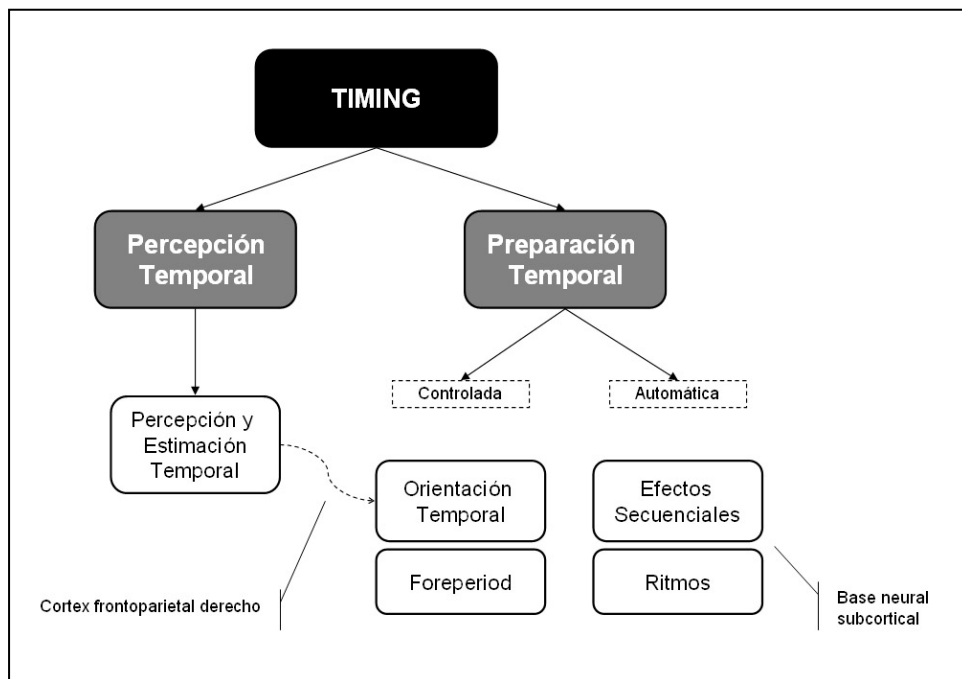 TIMING
Percepción
Temporal
Preparación
Temporal
Controlada
Automática
Percepción y
Estimación
Temporal
Orientación
Temporal
Efectos
Secuenciales
Foreperiod
Ritmos
Cortex frontoparietal derecho
Base neural
subcortical